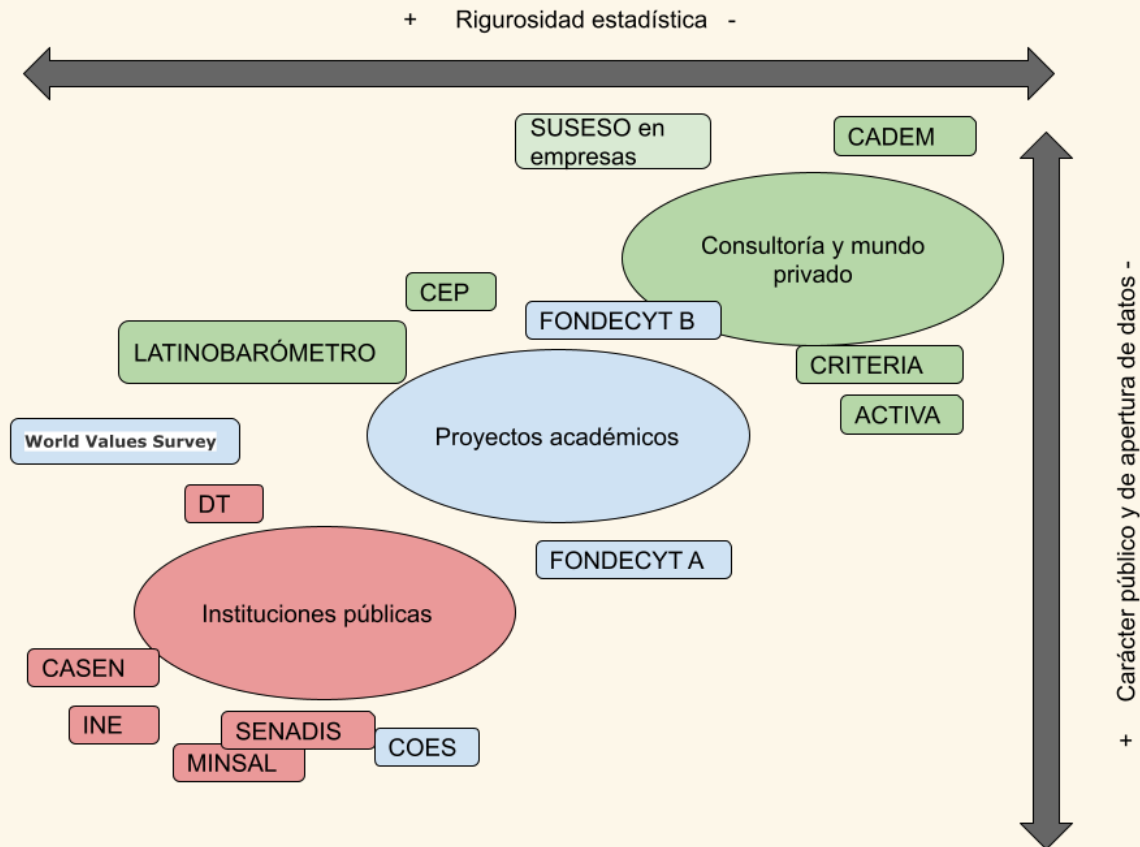 + Rigurosidad estadística -
SUSESO en
empresas
CADEM
Consultoría y mundo
privado
CEP
FONDECYT B
LATINOBARÓMETRO
CRITERIA
ACTIVA
World Values Survey
Proyectos académicos
DT
FONDECYT A
Instituciones públicas
CASEN
INE
SENADIS
COES
MINSAL
+ Carácter público y de apertura de datos -